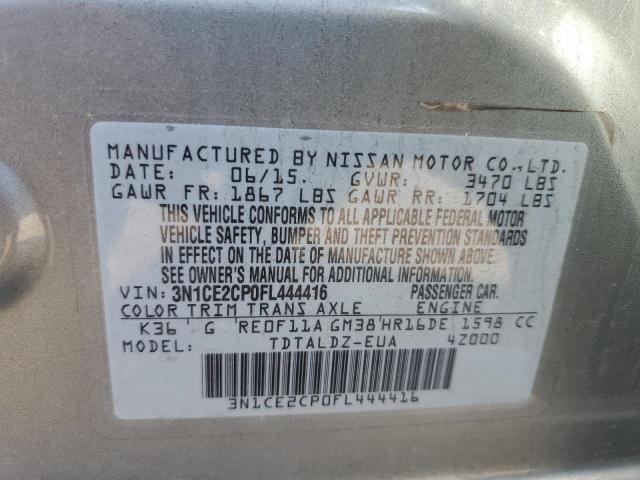 MANUFACTURED BY NISSAN MOTOR CO.,LTD.
DATE: 06/15. GVWR: 3470 LBS
GAWR FR: 1867 LBS GAWR RR: 1704 LBS
THIS VEHICLE CONFORMS TO ALL APPLICABLE FEDERAL MOTOR
VEHICLE SAFETY, BUMPER AND THEFT PREVENTION STANDARDS
IN EFFECT ON THE DATE OF MANUFACTURE SHOWN ABOVE.
SEE OWNER'S MANUAL FOR ADDITIONAL INFORMATION.
VIN: 3N1CE2CP0FL444416 PASSENGER CAR.
COLOR TRIM TRANS AXLE ENGINE
K36 G RE0F11A GM38 HR16DE 1598 CC
MODEL: TDTALDZ-EUA 4Z000
3N1CE2CP0FL444416